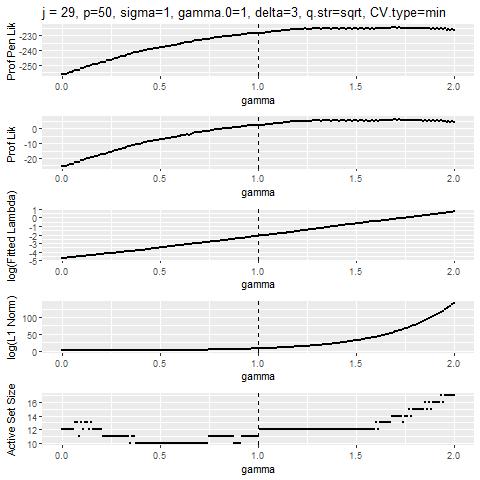 j = 29, p=50, sigma=1, gamma.0=1, delta=3, q.str=sqrt, CV.type=min
Prof Pen Lik
-230
-240
-250
0.0 0.5 1.0 1.5 2.0
gamma
Prof Lik
0
-10
-20
0.0 0.5 1.0 1.5 2.0
gamma
log(Fitted Lambda)
1
0
-1
-2
-3
-4
-5
0.0 0.5 1.0 1.5 2.0
gamma
log(L1 Norm)
100
50
0
0.0 0.5 1.0 1.5 2.0
gamma
Active Set Size
16
14
12
10
0.0 0.5 1.0 1.5 2.0
gamma